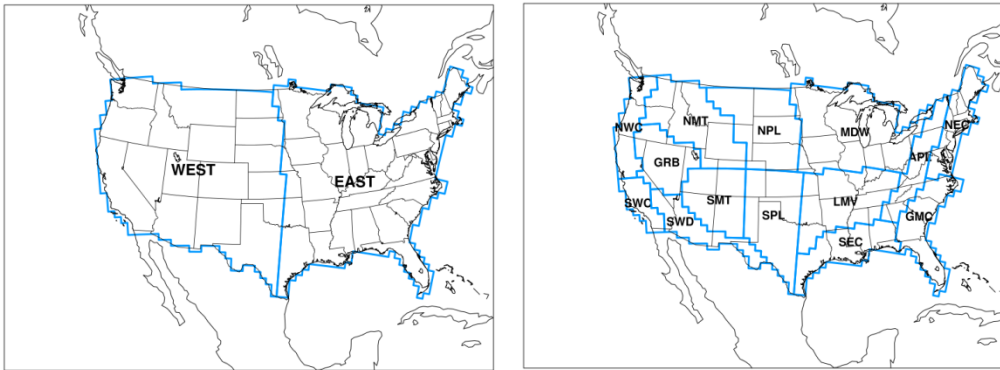 WEST
EAST
NWC
NMT
NPL
MDW
NEC
GRB
APL
SWC
SWD
SMT
SPL
LMV
GMC
SEC